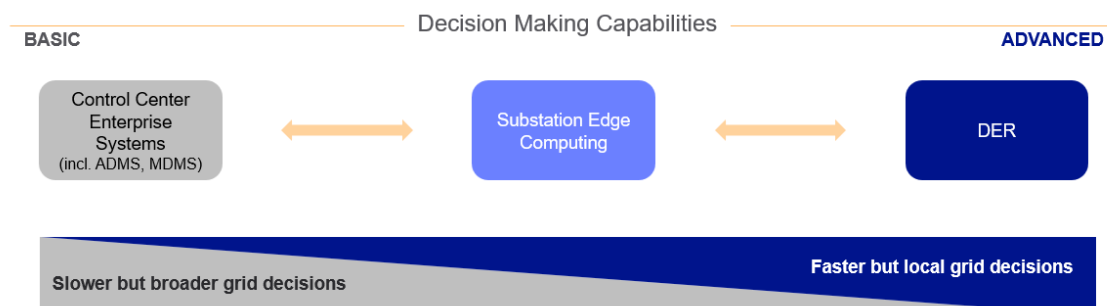 Decision Making Capabilities
BASIC
ADVANCED
Control Center
Enterprise
Systems
(incl. ADMS, MDMS)
Substation Edge
Computing
DER
Slower but broader grid decisions
Faster but local grid decisions